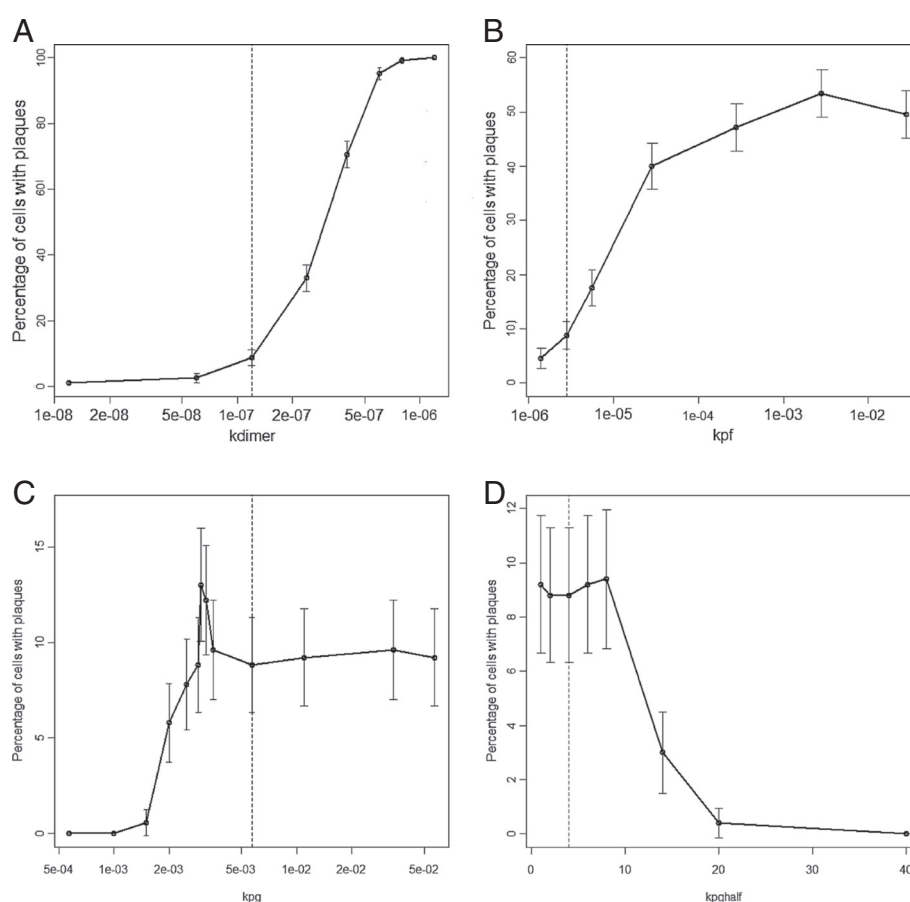 A
Percentage of cells with plaques
100
80
60
40
20
0
1e-08 2e-08 5e-08 1e-07 2e-07 5e-07 1e-06
kdimer
B
Percentage of cells with plaques
60
50
40
30
20
10
0
1e-06 1e-05 1e-04 1e-03 1e-02
kpf
C
Percentage of cells with plaques
15
10
5
0
5e-04 1e-03 2e-03 5e-03 1e-02 2e-02 5e-02
kpg
D
Percentage of cells with plaques
12
10
8
6
4
2
0
0 10 20 30 40
kpghalf